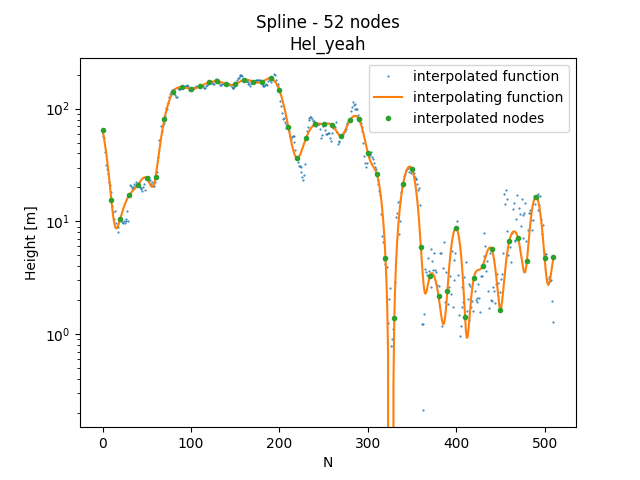 Spline - 52 nodes
Hel_yeah
interpolated function
interpolating function
interpolated nodes
Height [m]
10²
10¹
10⁰
0 100 200 300 400 500
N